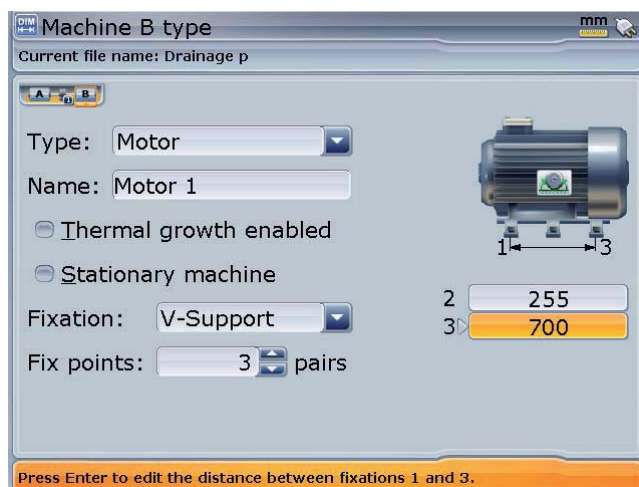 DIM
Machine B type
mm
Current file name: Drainage p
A B
Type: Motor
Name: Motor 1
Thermal growth enabled
Stationary machine
Fixation: V-Support
Fix points: 3 pairs
1 3
2 255
3 700
Press Enter to edit the distance between fixations 1 and 3.